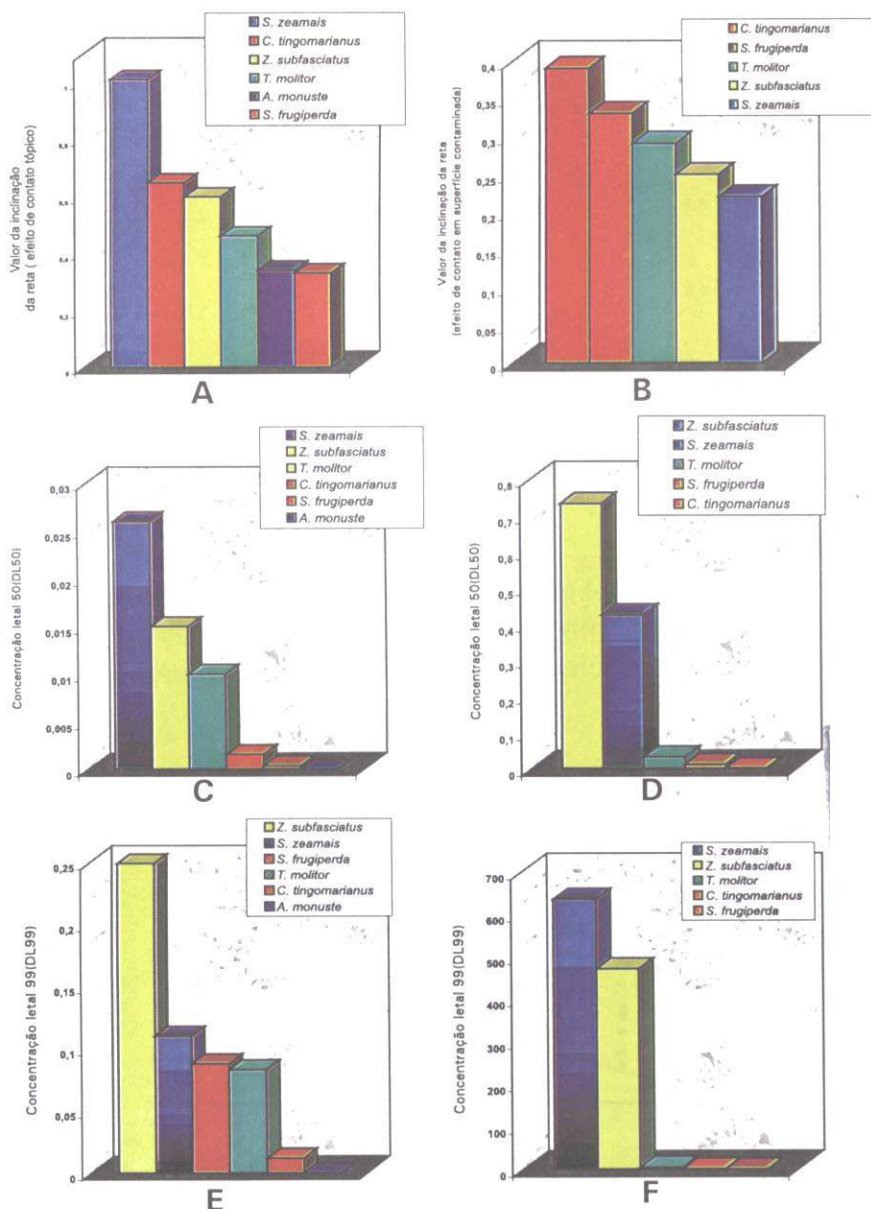 S. zeamais
C. tingomarianus
Z. subfasciatus
T. molitor
A. monuste
S. frugiperda
Valor da inclinação
da reta ( efeito de contato tópico)
1
0,8
0,6
0,4
0,2
0
A
C. tingomarianus
S. frugiperda
T. molitor
Z. subfasciatus
S. zeamais
Valor da inclinação da reta
(efeito de contato em superfície contaminada)
0,4
0,35
0,3
0,25
0,2
0,15
0,1
0,05
0
B
S. zeamais
Z. subfasciatus
T. molitor
C. tingomarianus
S. frugiperda
A. monuste
Concentração letal 50(DL50)
0,03
0,025
0,02
0,015
0,01
0,005
0
C
Z. subfasciatus
S. zeamais
T. molitor
S. frugiperda
C. tingomarianus
Concentração letal 50(DL50)
0,8
0,7
0,6
0,5
0,4
0,3
0,2
0,1
0
D
Z. subfasciatus
S. zeamais
S. frugiperda
T. molitor
C. tingomarianus
A. monuste
Concentração letal 99(DL99)
0,25
0,2
0,15
0,1
0,05
0
E
S. zeamais
Z. subfasciatus
T. molitor
C. tingomarianus
S. frugiperda
Concentração letal 99(DL99)
700
600
500
400
300
200
100
0
F